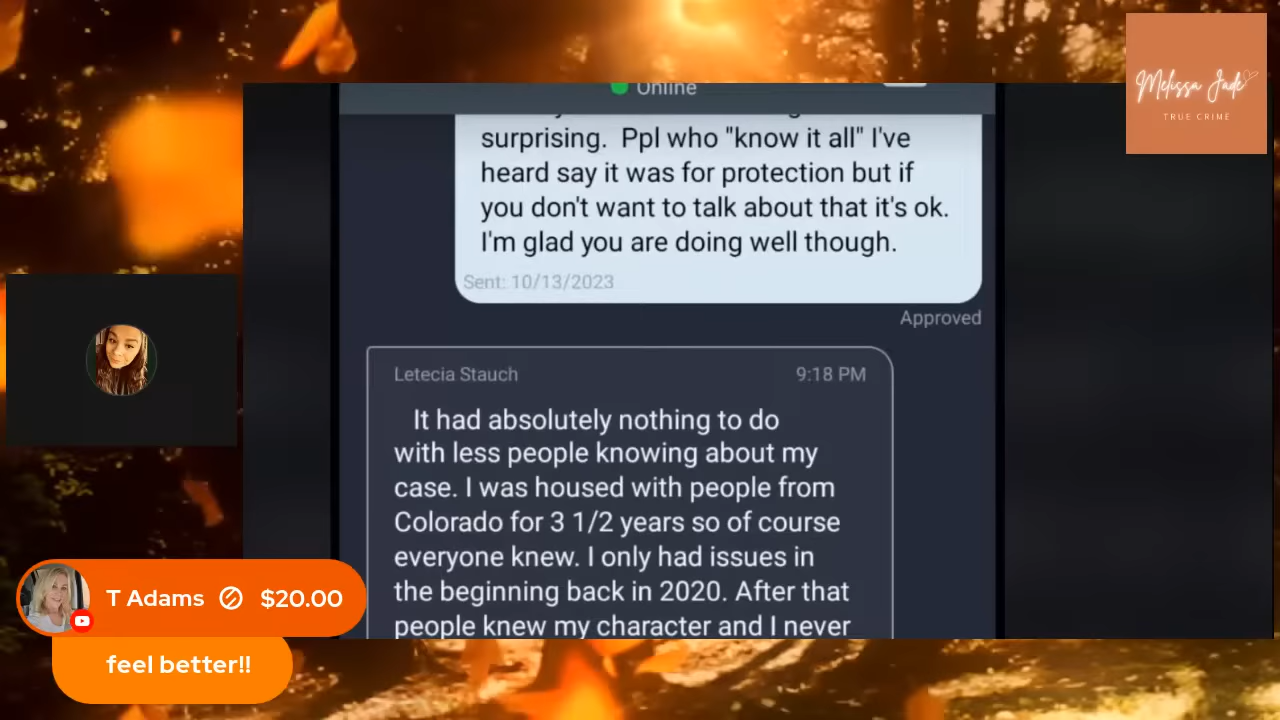 Melissa Jade
TRUE CRIME
Online
surprising. Ppl who "know it all" I've
heard say it was for protection but if
you don't want to talk about that it's ok.
I'm glad you are doing well though.
Sent: 10/13/2023
Approved
Letecia Stauch 9:18 PM
It had absolutely nothing to do
with less people knowing about my
case. I was housed with people from
Colorado for 3 1/2 years so of course
everyone knew. I only had issues in
the beginning back in 2020. After that
people knew my character and I never
T Adams $20.00
feel better!!